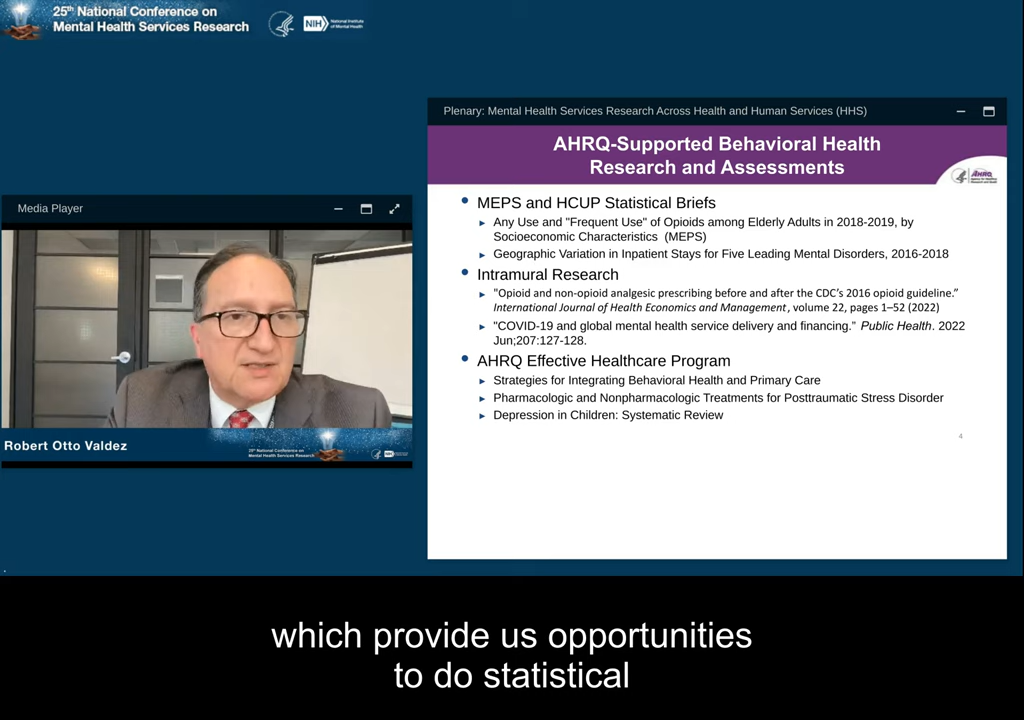 25th National Conference on
Mental Health Services Research
NIH
National Institute
of Mental Health
Plenary: Mental Health Services Research Across Health and Human Services (HHS)
AHRQ-Supported Behavioral Health
Research and Assessments
AHRQ
Media Player
• MEPS and HCUP Statistical Briefs
► Any Use and "Frequent Use" of Opioids among Elderly Adults in 2018-2019, by
Socioeconomic Characteristics (MEPS)
► Geographic Variation in Inpatient Stays for Five Leading Mental Disorders, 2016-2018
• Intramural Research
► "Opioid and non-opioid analgesic prescribing before and after the CDC’s 2016 opioid guideline.”
International Journal of Health Economics and Management, volume 22, pages 1–52 (2022)
► "COVID-19 and global mental health service delivery and financing." Public Health. 2022
Jun;207:127-128.
• AHRQ Effective Healthcare Program
► Strategies for Integrating Behavioral Health and Primary Care
► Pharmacologic and Nonpharmacologic Treatments for Posttraumatic Stress Disorder
► Depression in Children: Systematic Review
4
Robert Otto Valdez
25th National Conference on
Mental Health Services Research
which provide us opportunities
to do statistical